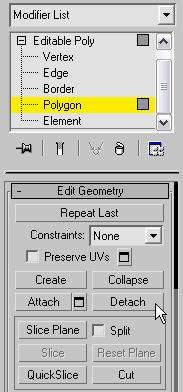 Modifier List
Editable Poly
Vertex
Edge
Border
Polygon
Element
Edit Geometry
Repeat Last
Constraints: None
Preserve UVs
Create Collapse
Attach Detach
Slice Plane Split
Slice Reset Plane
QuickSlice Cut